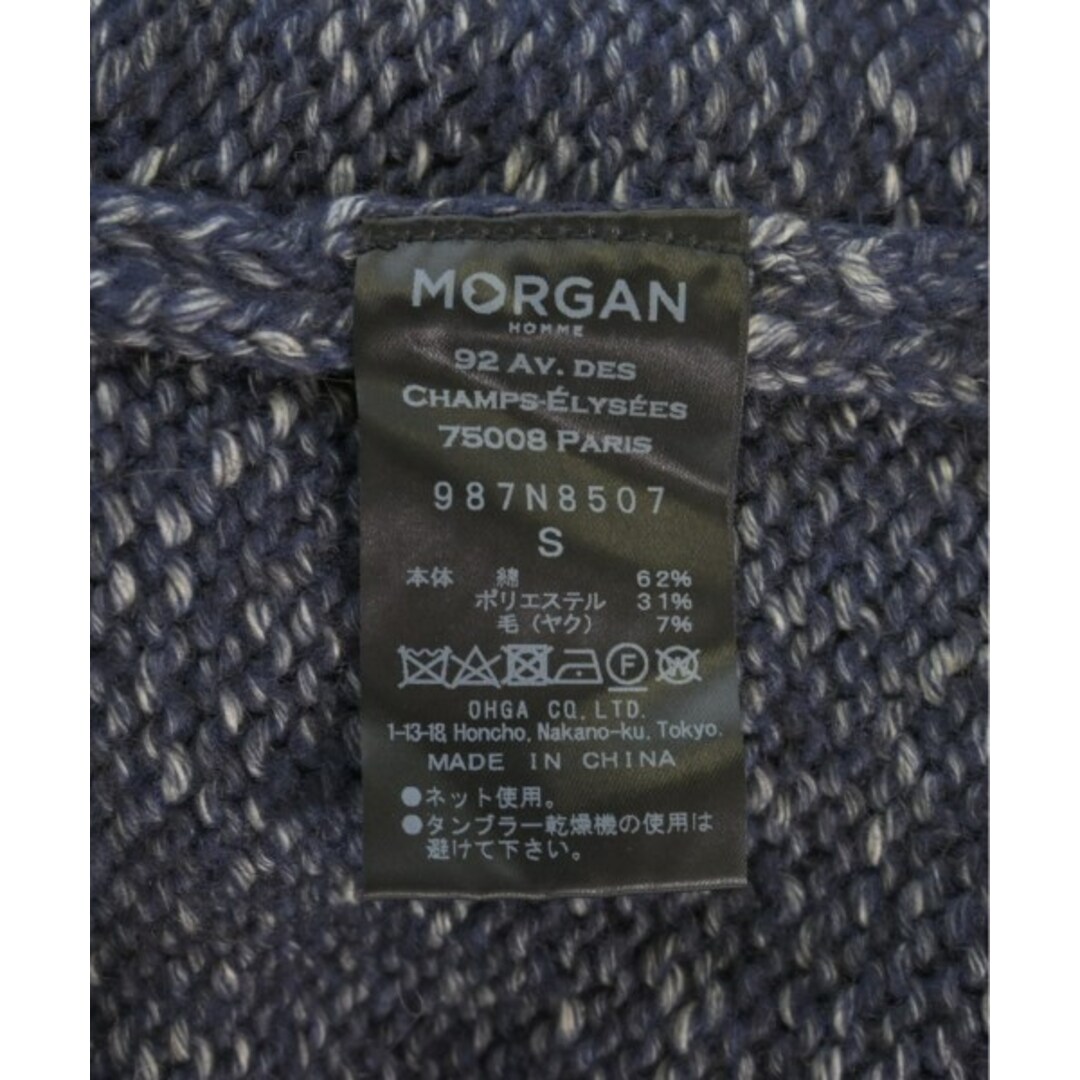 MORGAN
HOMME
92 AV. DES
CHAMPS-ÉLYSÉES
75008 PARIS
987N8507
S
本体 綿 62%
ポリエステル 31%
毛(ヤク) 7%
F W
OHGA CO.,LTD.
1-13-18, Honcho, Nakano-ku, Tokyo.
MADE IN CHINA
●ネット使用。
●タンブラー乾燥機の使用は
避けて下さい。